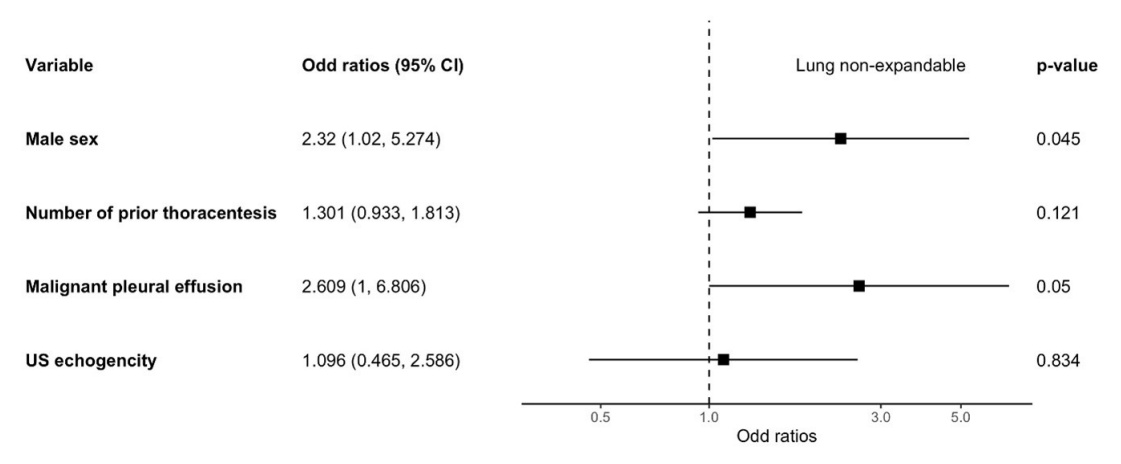 Variable Odd ratios (95% CI) Lung non-expandable p-value
Male sex 2.32 (1.02, 5.274) 0.045
Number of prior thoracentesis 1.301 (0.933, 1.813) 0.121
Malignant pleural effusion 2.609 (1, 6.806) 0.05
US echogencity 1.096 (0.465, 2.586) 0.834
0.5 1.0 3.0 5.0
Odd ratios